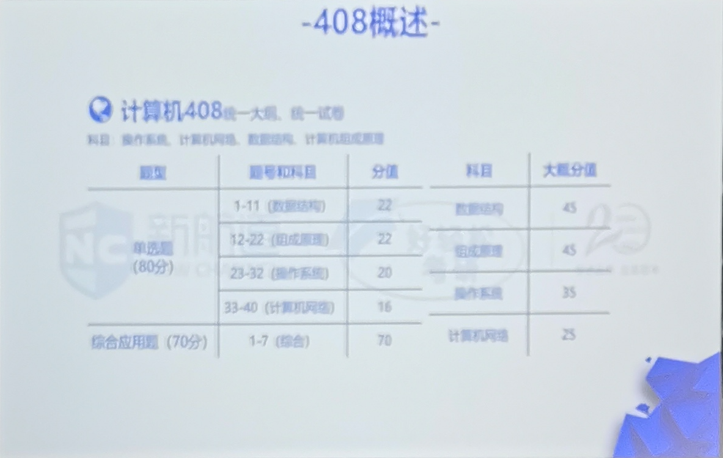 -408概述-
计算机408统一大纲、统一试卷
科目：操作系统、计算机网络、数据结构、计算机组成原理
题型 题号和科目 分值
单选题
(80分)
1-11 (数据结构) 22
12-22 (组成原理) 22
23-32 (操作系统) 20
33-40 (计算机网络) 16
综合应用题 (70分) 1-7 (综合) 70
科目 大概分值
数据结构 45
组成原理 45
操作系统 35
计算机网络 25
新航道